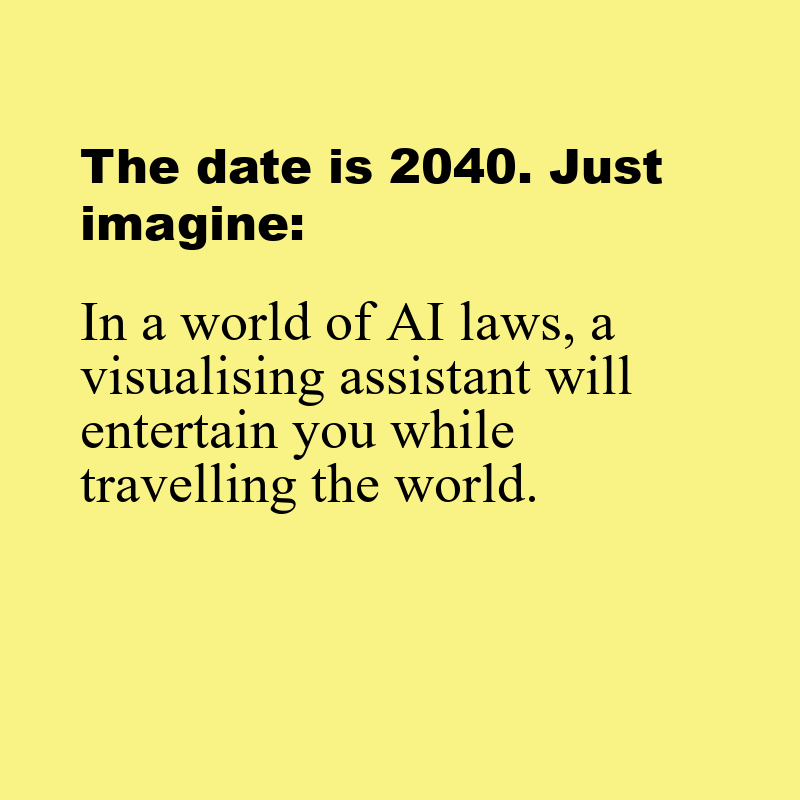 The date is 2040. Just
imagine:
In a world of AI laws, a
visualising assistant will
entertain you while
travelling the world.